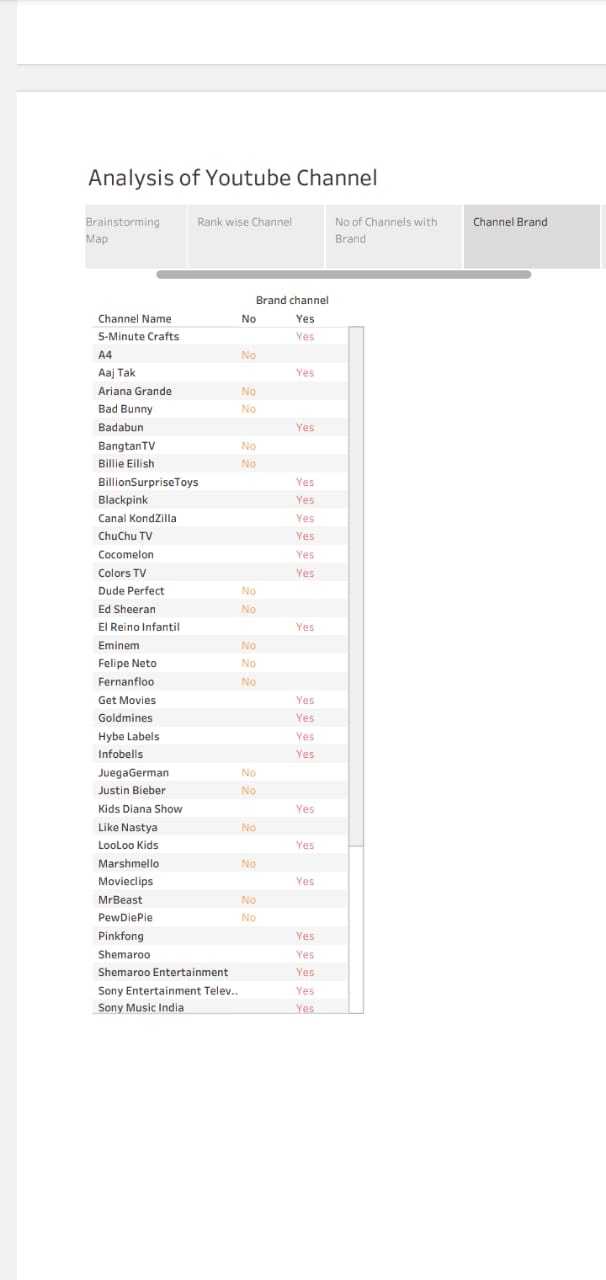 Analysis of Youtube Channel
Brainstorming Map
Rank wise Channel
No of Channels with Brand
Channel Brand
Brand channel
Channel Name No Yes
5-Minute Crafts Yes
A4 No
Aaj Tak Yes
Ariana Grande No
Bad Bunny No
Badabun Yes
BangtanTV No
Billie Eilish No
BillionSurpriseToys Yes
Blackpink Yes
Canal KondZilla Yes
ChuChu TV Yes
Cocomelon Yes
Colors TV Yes
Dude Perfect No
Ed Sheeran No
El Reino Infantil Yes
Eminem No
Felipe Neto No
Fernanfloo No
Get Movies Yes
Goldmines Yes
Hybe Labels Yes
Infobells Yes
JuegaGerman No
Justin Bieber No
Kids Diana Show Yes
Like Nastya No
LooLoo Kids Yes
Marshmello No
Movieclips Yes
MrBeast No
PewDiePie No
Pinkfong Yes
Shemaroo Yes
Shemaroo Entertainment Yes
Sony Entertainment Telev.. Yes
Sony Music India Yes